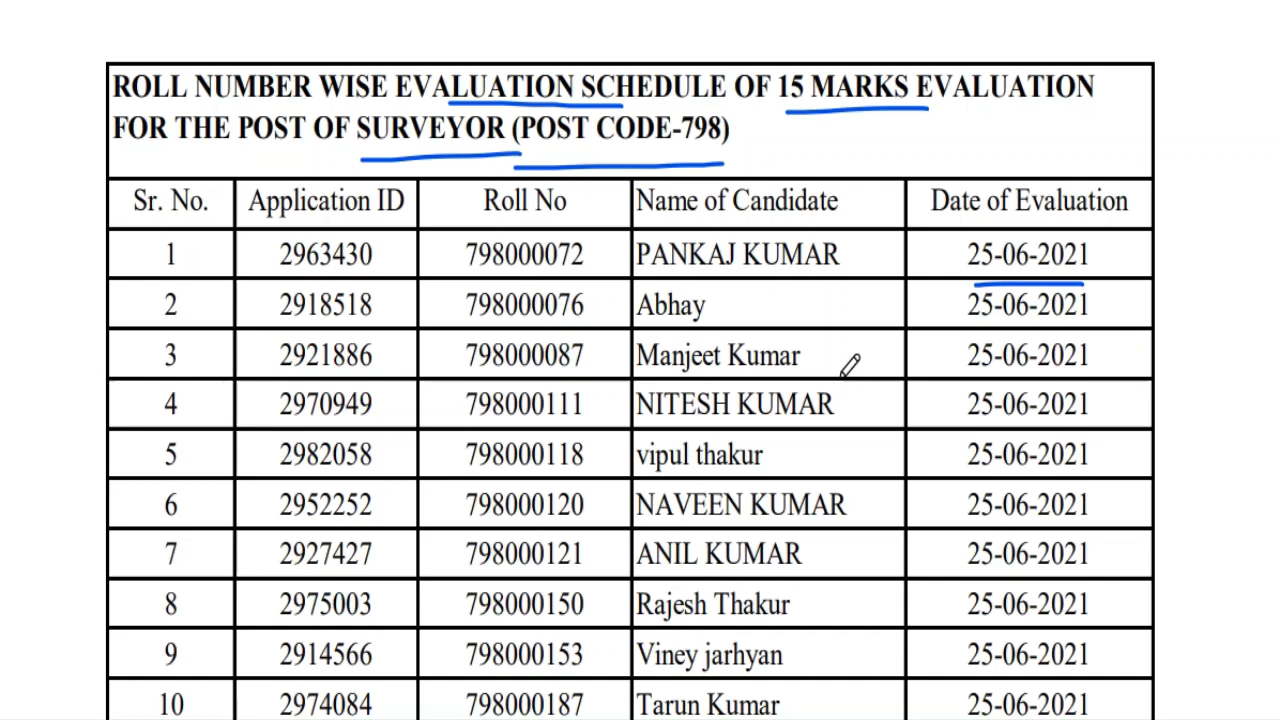 ROLL NUMBER WISE EVALUATION SCHEDULE OF 15 MARKS EVALUATION
FOR THE POST OF SURVEYOR (POST CODE-798)
Sr. No. Application ID Roll No Name of Candidate Date of Evaluation
1 2963430 798000072 PANKAJ KUMAR 25-06-2021
2 2918518 798000076 Abhay 25-06-2021
3 2921886 798000087 Manjeet Kumar 25-06-2021
4 2970949 798000111 NITESH KUMAR 25-06-2021
5 2982058 798000118 vipul thakur 25-06-2021
6 2952252 798000120 NAVEEN KUMAR 25-06-2021
7 2927427 798000121 ANIL KUMAR 25-06-2021
8 2975003 798000150 Rajesh Thakur 25-06-2021
9 2914566 798000153 Viney jarhyan 25-06-2021
10 2974084 798000187 Tarun Kumar 25-06-2021